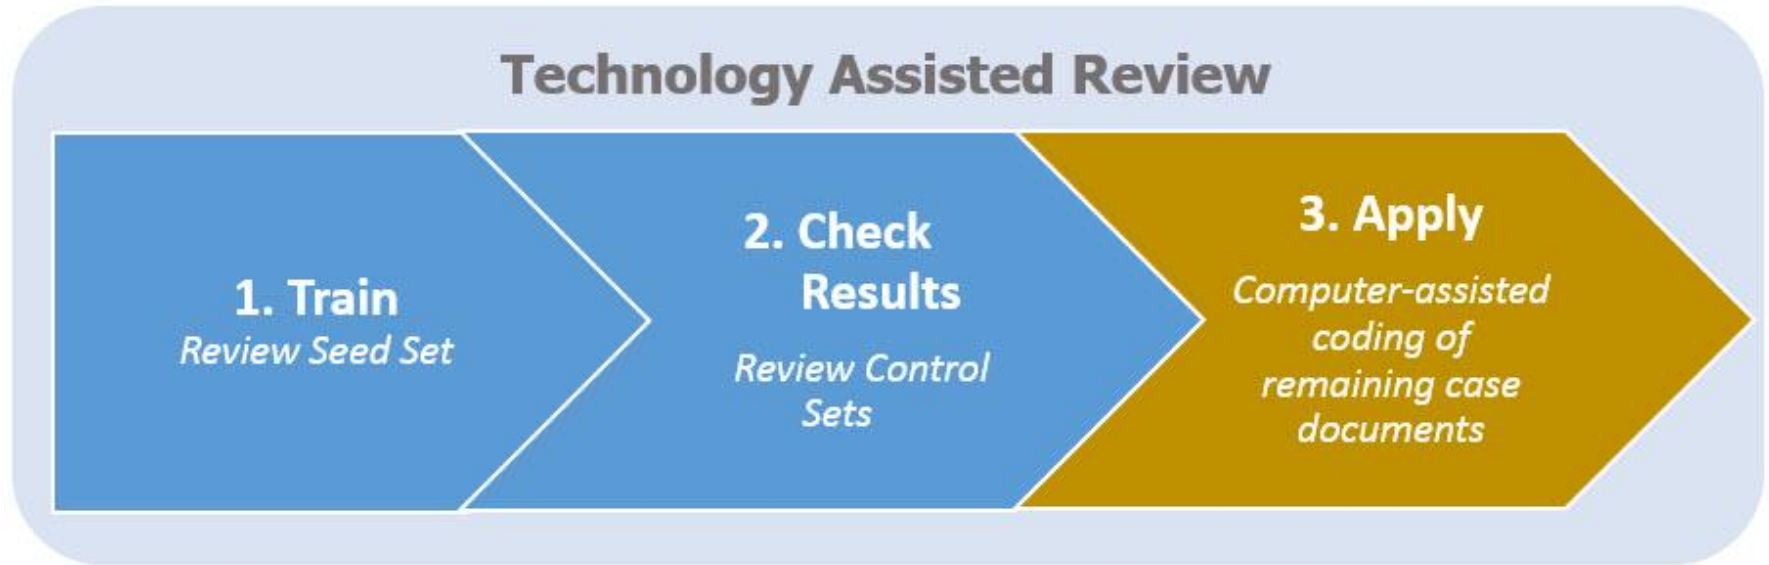 Technology Assisted Review
1. Train
Review Seed Set
2. Check
Results
Review Control
Sets
3. Apply
Computer-assisted
coding of
remaining case
documents